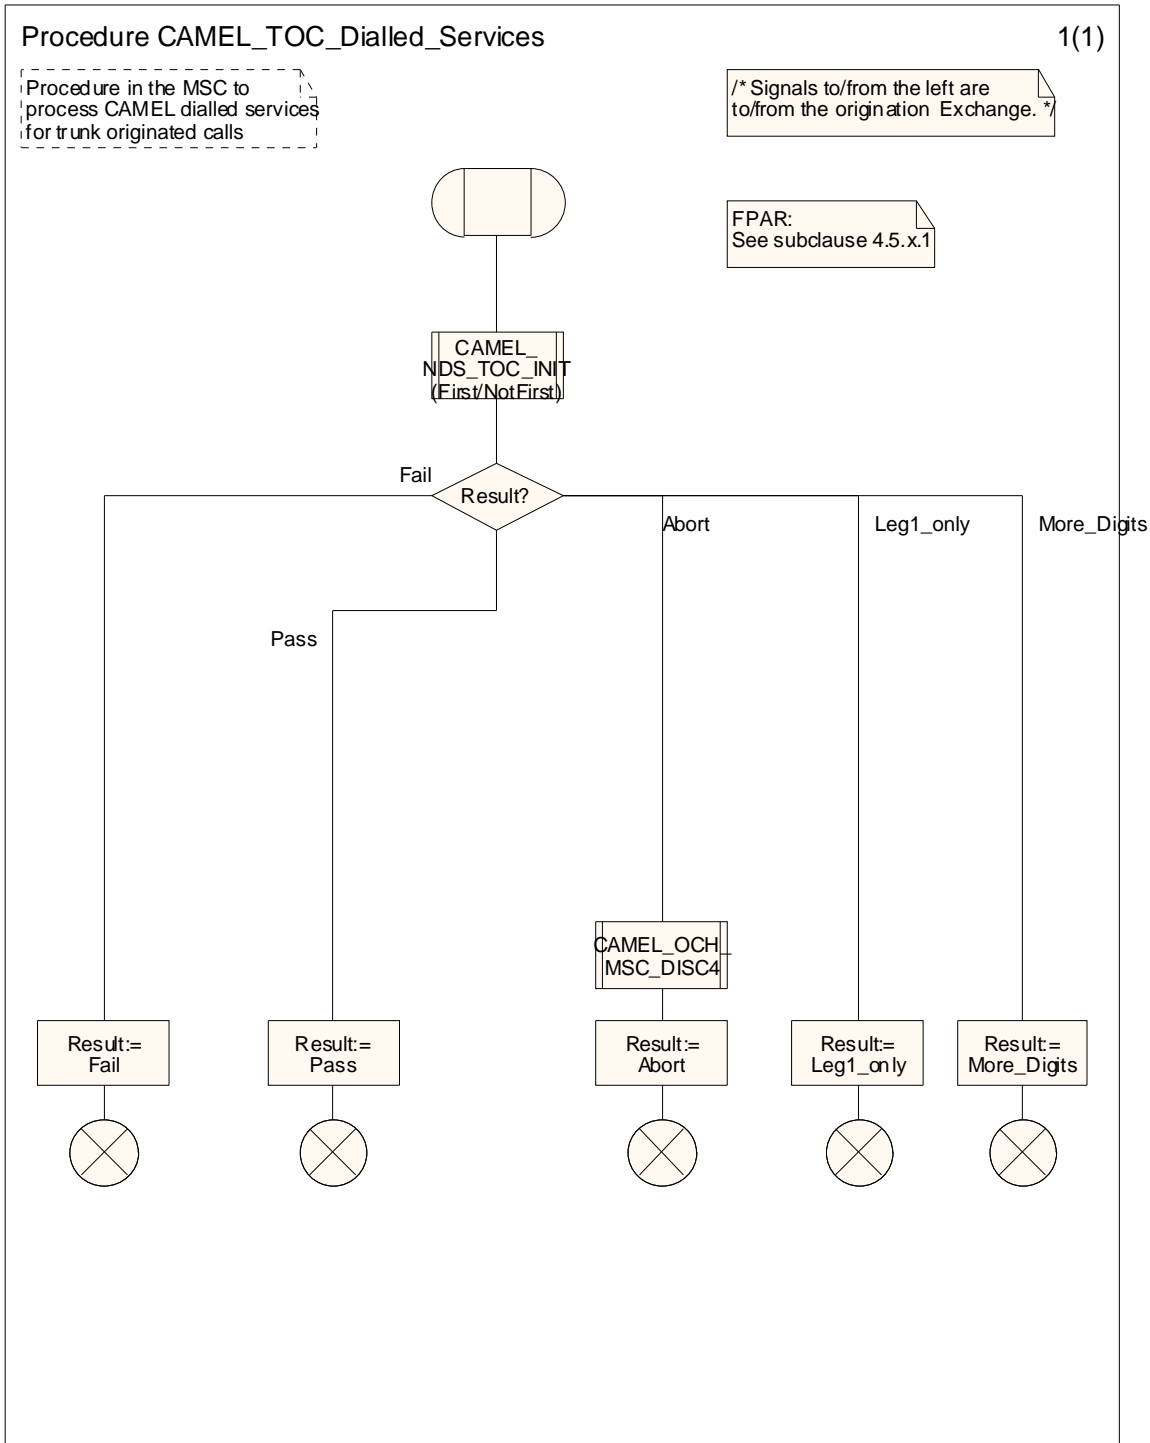 Procedure CAMEL_TOC_Dialled_Services
1(1)
Procedure in the MSC to
process CAMEL dialled services
for trunk originated calls
/* Signals to/from the left are
to/from the origination Exchange. */
FPAR:
See subclause 4.5.x.1
CAMEL_
NDS_TOC_INIT
(First/NotFirst)
Fail
Result?
Abort
Leg1_only
More_Digits
Pass
CAMEL_OCH_
MSC_DISC4
Result:=
Fail
Result:=
Pass
Result:=
Abort
Result:=
Leg1_only
Result:=
More_Digits